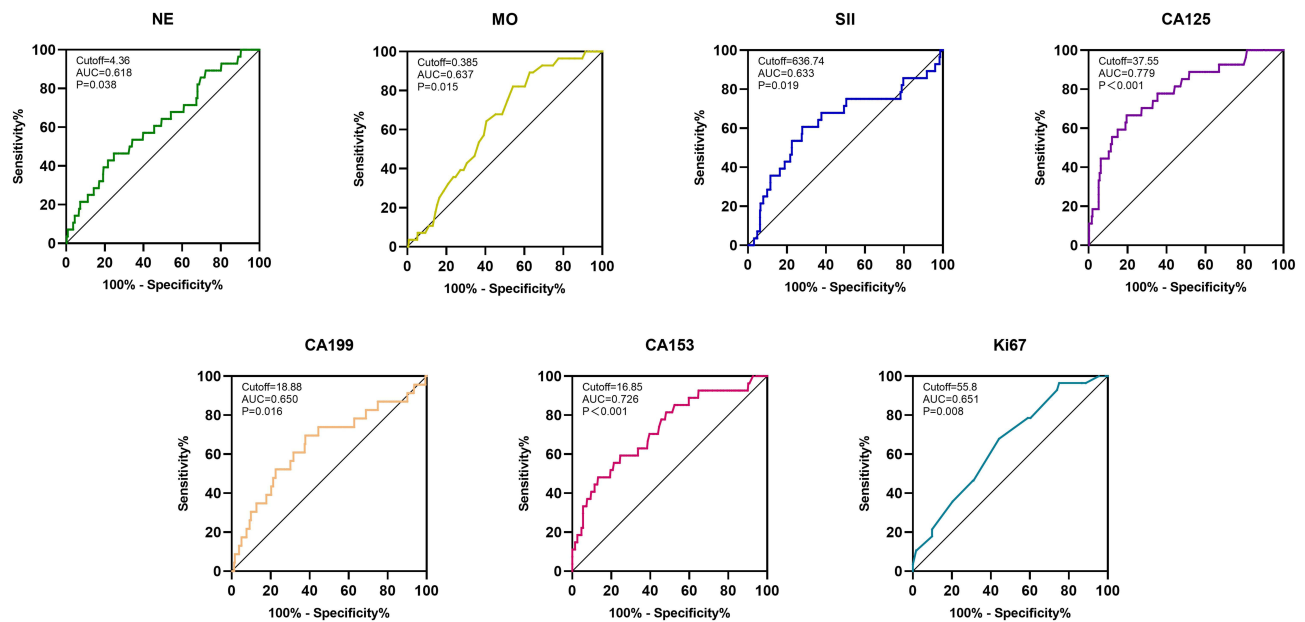 NE
Cutoff=4.36
AUC=0.618
P=0.038
100
80
60
40
20
0
Sensitivity%
0 20 40 60 80 100
100% - Specificity%
MO
Cutoff=0.385
AUC=0.637
P=0.015
100
80
60
40
20
0
Sensitivity%
0 20 40 60 80 100
100% - Specificity%
SII
Cutoff=636.74
AUC=0.633
P=0.019
100
80
60
40
20
0
Sensitivity%
0 20 40 60 80 100
100% - Specificity%
CA125
Cutoff=37.55
AUC=0.779
P＜0.001
100
80
60
40
20
0
Sensitivity%
0 20 40 60 80 100
100% - Specificity%
CA199
Cutoff=18.88
AUC=0.650
P=0.016
100
80
60
40
20
0
Sensitivity%
0 20 40 60 80 100
100% - Specificity%
CA153
Cutoff=16.85
AUC=0.726
P＜0.001
100
80
60
40
20
0
Sensitivity%
0 20 40 60 80 100
100% - Specificity%
Ki67
Cutoff=55.8
AUC=0.651
P=0.008
100
80
60
40
20
0
Sensitivity%
0 20 40 60 80 100
100% - Specificity%